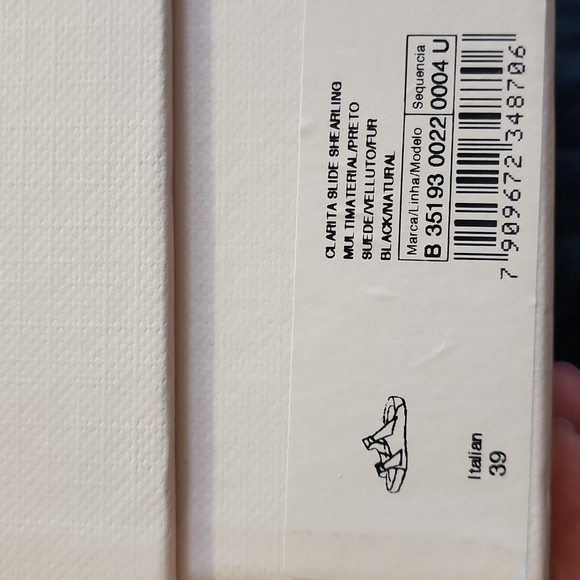 CLARITA SLIDE SHEARLING
MULTIMATERIAL/PRETO
SUEDE/VELLUTO/FUR
BLACK/NATURAL
Marca/Linha/Modelo Sequencia
B 35193 0022 0004 U
7 909672 348706
Italian
39